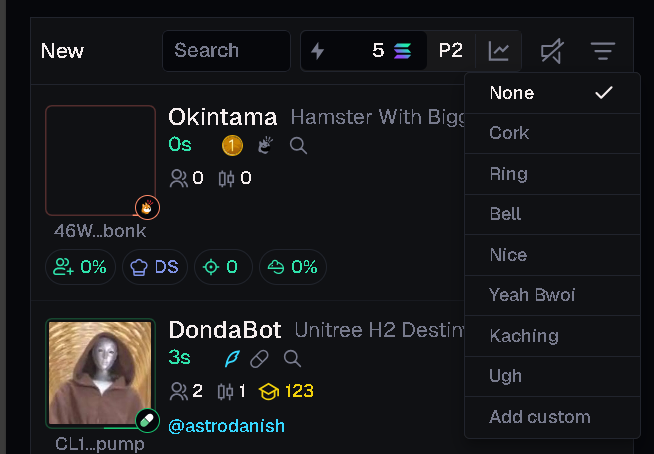 New
Search
5
P2
None
Cork
Ring
Bell
Nice
Yeah Bwoi
Kaching
Ugh
Add custom
Okintama Hamster With Bigg
0s 1
0 0
46W...bonk
0% DS 0 0%
DondaBot Unitree H2 Destin
3s
2 1 123
@astrodanish
CL1...pump